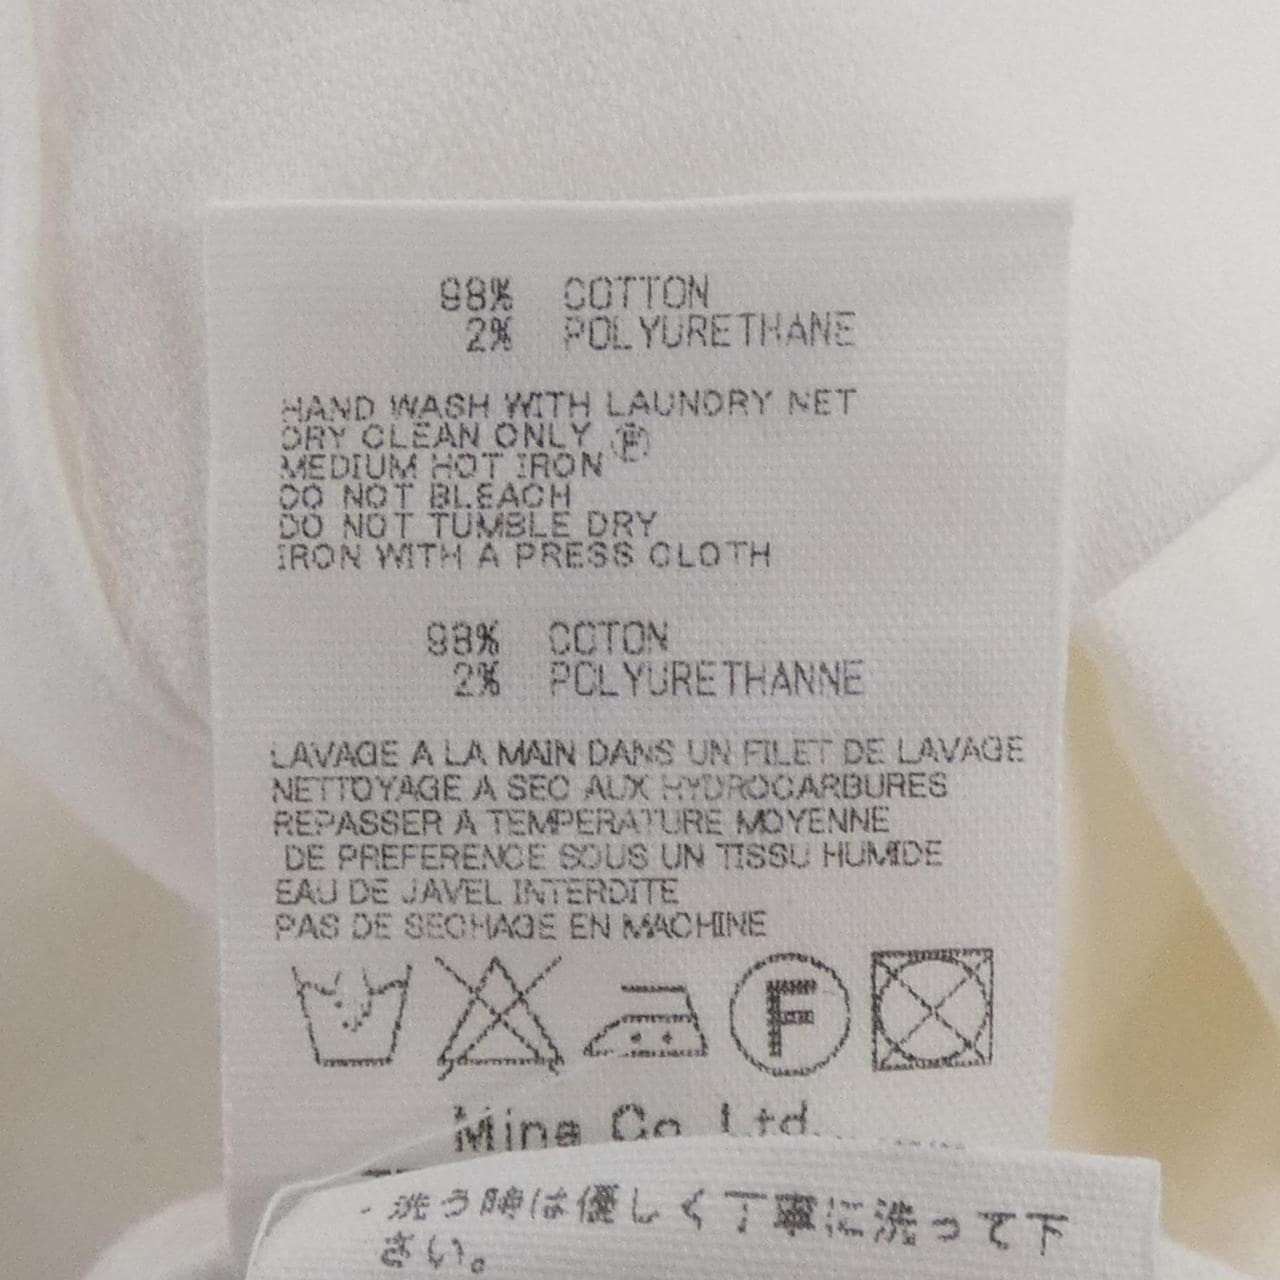 98% COTTON
2% POLYURETHANE
HAND WASH WITH LAUNDRY NET
DRY CLEAN ONLY Ⓕ
MEDIUM HOT IRON
DO NOT BLEACH
DO NOT TUMBLE DRY
IRON WITH A PRESS CLOTH
98% COTON
2% POLYURETHANNE
LAVAGE A LA MAIN DANS UN FILET DE LAVAGE
NETTOYAGE A SEC AUX HYDROCARBURES
REPASSER A TEMPERATURE MOYENNE
DE PREFERENCE SOUS UN TISSU HUMIDE
EAU DE JAVEL INTERDITE
PAS DE SECHAGE EN MACHINE
F
Mina Co Ltd.
・洗う時は優しく丁寧に洗って下
さい。